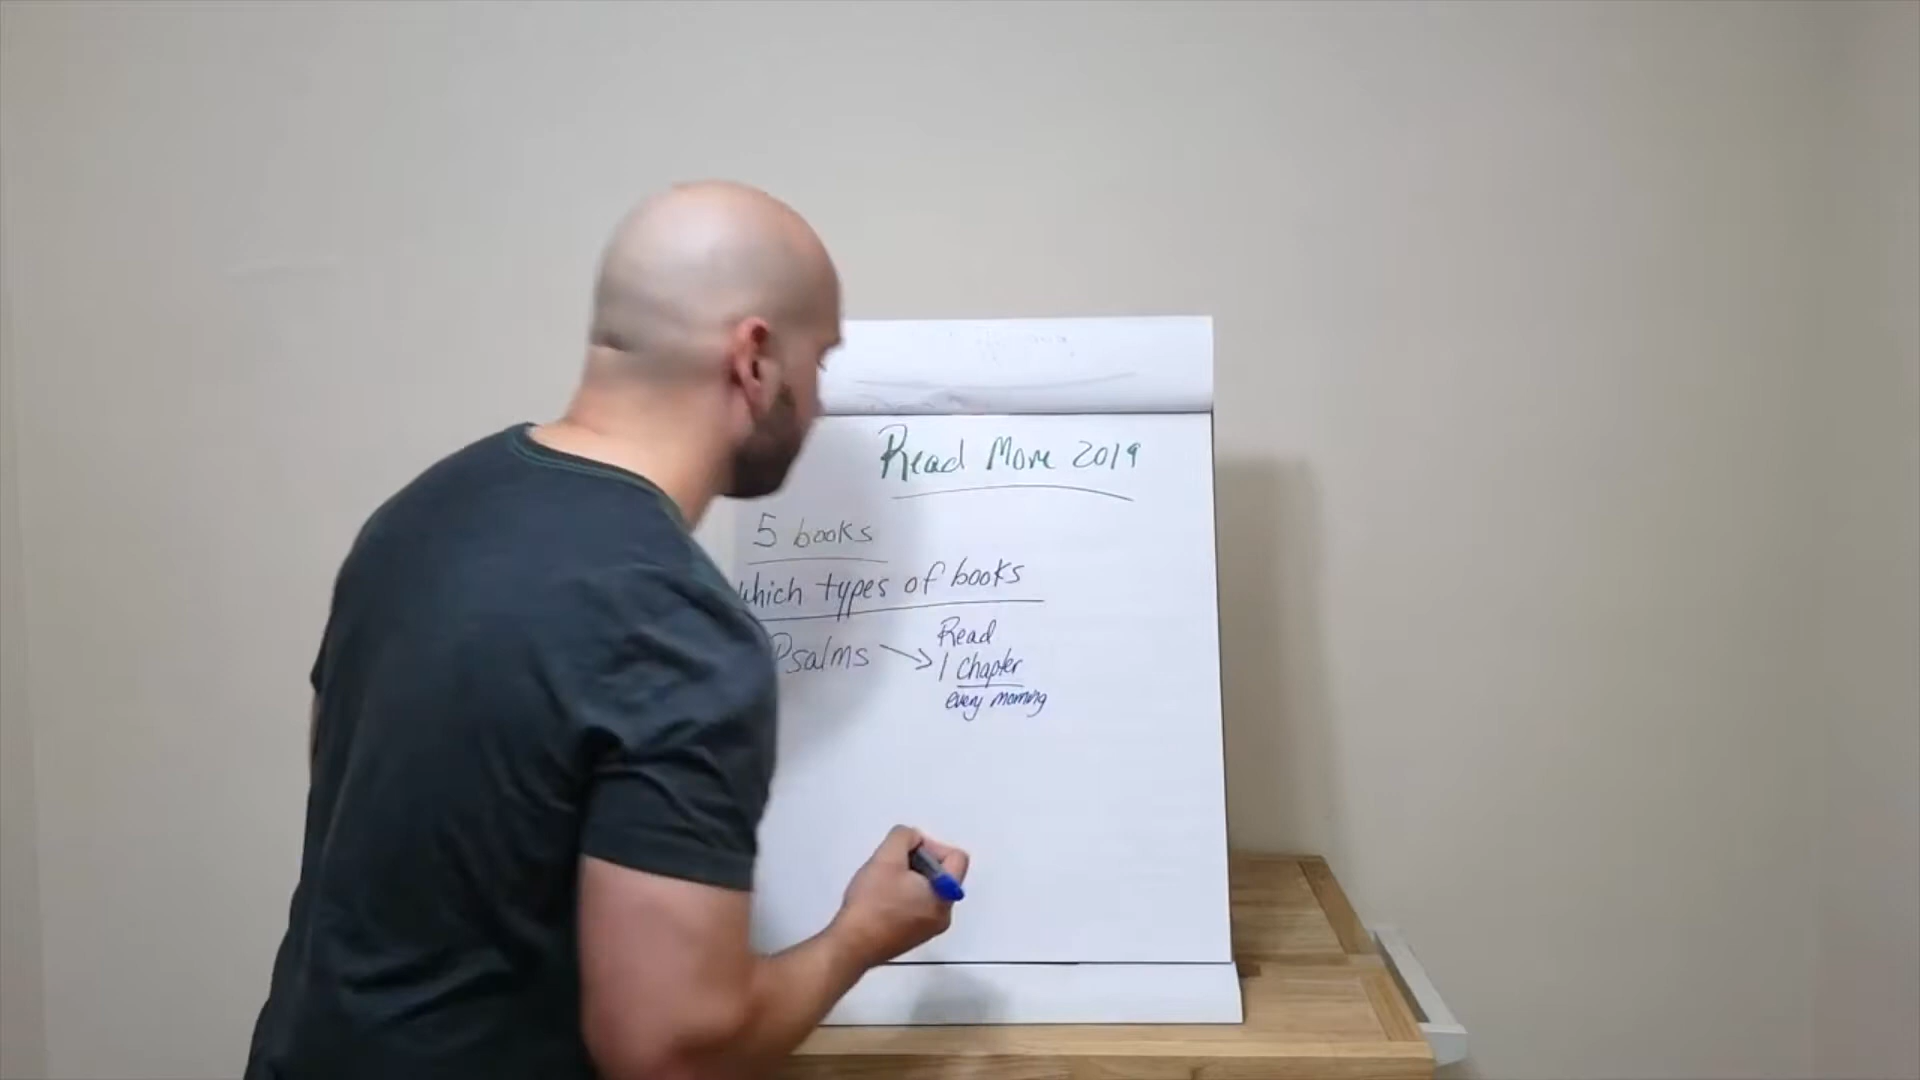 Read More 2019
5 books
which types of books
Psalms
Read
1 Chapter
every morning